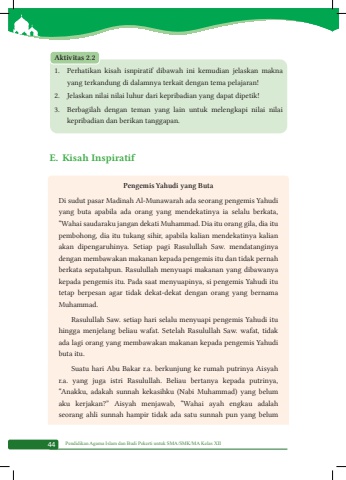 Aktivitas 2.2
1. Perhatikan kisah isnpiratif dibawah ini kemudian jelaskan makna
yang terkandung di dalamnya terkait dengan tema pelajaran!
2. Jelaskan nilai nilai luhur dari kepribadian yang dapat dipetik!
3. Berbagilah dengan teman yang lain untuk melengkapi nilai nilai
kepribadian dan berikan tanggapan.
E. Kisah Inspiratif
Pengemis Yahudi yang Buta
Di sudut pasar Madinah Al-Munawarah ada seorang pengemis Yahudi
yang buta apabila ada orang yang mendekatinya ia selalu berkata,
"Wahai saudaraku jangan dekati Muhammad. Dia itu orang gila, dia itu
pembohong, dia itu tukang sihir, apabila kalian mendekatinya kalian
akan dipengaruhinya. Setiap pagi Rasulullah Saw. mendatanginya
dengan membawakan makanan kepada pengemis itu dan tidak pernah
berkata sepatahpun. Rasulullah menyuapi makanan yang dibawanya
kepada pengemis itu. Pada saat menyuapinya, si pengemis Yahudi itu
tetap berpesan agar tidak dekat-dekat dengan orang yang bernama
Muhammad.
Rasulullah Saw. setiap hari selalu menyuapi pengemis Yahudi itu
hingga menjelang beliau wafat. Setelah Rasulullah Saw. wafat, tidak
ada lagi orang yang membawakan makanan kepada pengemis Yahudi
buta itu.
Suatu hari Abu Bakar r.a. berkunjung ke rumah putrinya Aisyah
r.a. yang juga istri Rasulullah. Beliau bertanya kepada putrinya,
"Anakku, adakah sunnah kekasihku (Nabi Muhammad) yang belum
aku kerjakan?" Aisyah menjawab, "Wahai ayah engkau adalah
seorang ahli sunnah hampir tidak ada satu sunnah pun yang belum
44 Pendidikan Agama Islam dan Budi Pekerti untuk SMA/SMK/MA Kelas XII